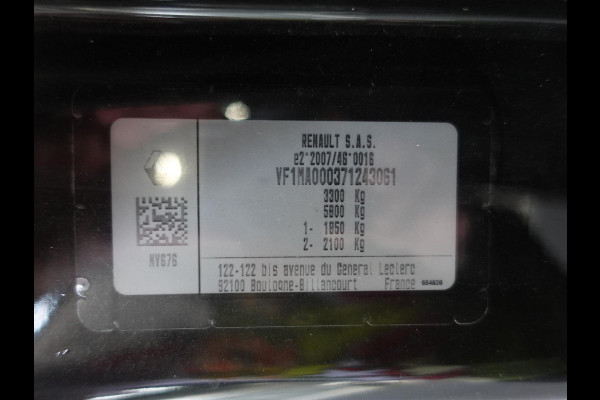 RENAULT S.A.S.
e2*2007/46*0016
VF1MA000371243061
3300 Kg
5800 Kg
1- 1850 Kg
2- 2100 Kg
NV676
122-122 bis avenue du General Leclerc
92100 Boulogne-Billancourt France